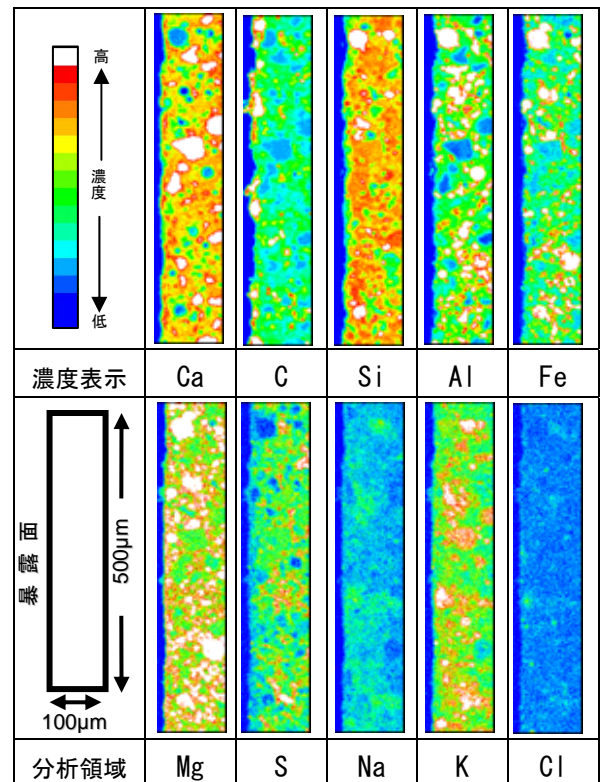 高
濃度
低
濃度表示 Ca C Si Al Fe
暴露面
500μm
100μm
分析領域 Mg S Na K Cl